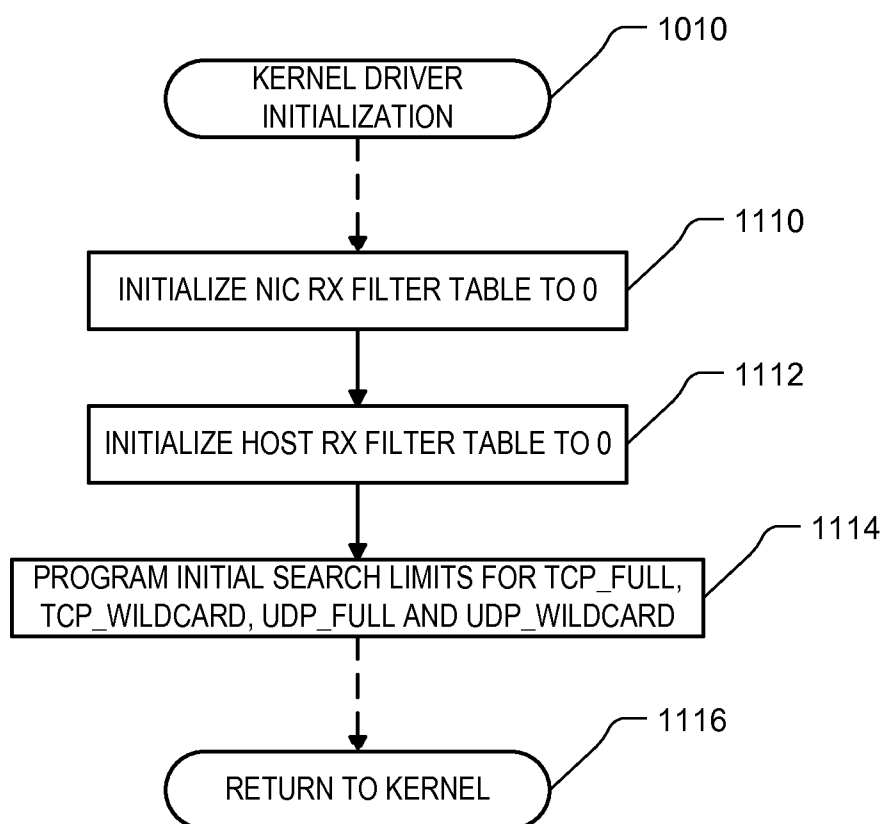 1010
KERNEL DRIVER
INITIALIZATION
1110
INITIALIZE NIC RX FILTER TABLE TO 0
1112
INITIALIZE HOST RX FILTER TABLE TO 0
1114
PROGRAM INITIAL SEARCH LIMITS FOR TCP_FULL,
TCP_WILDCARD, UDP_FULL AND UDP_WILDCARD
1116
RETURN TO KERNEL